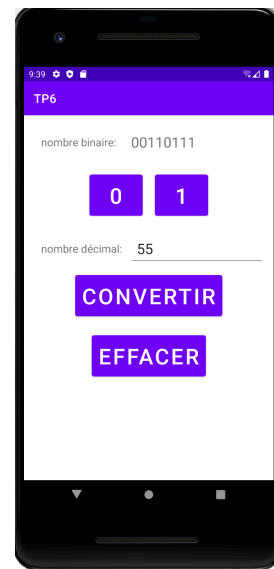 9:39
TP6
nombre binaire: 00110111
0 1
nombre décimal: 55
CONVERTIR
EFFACER